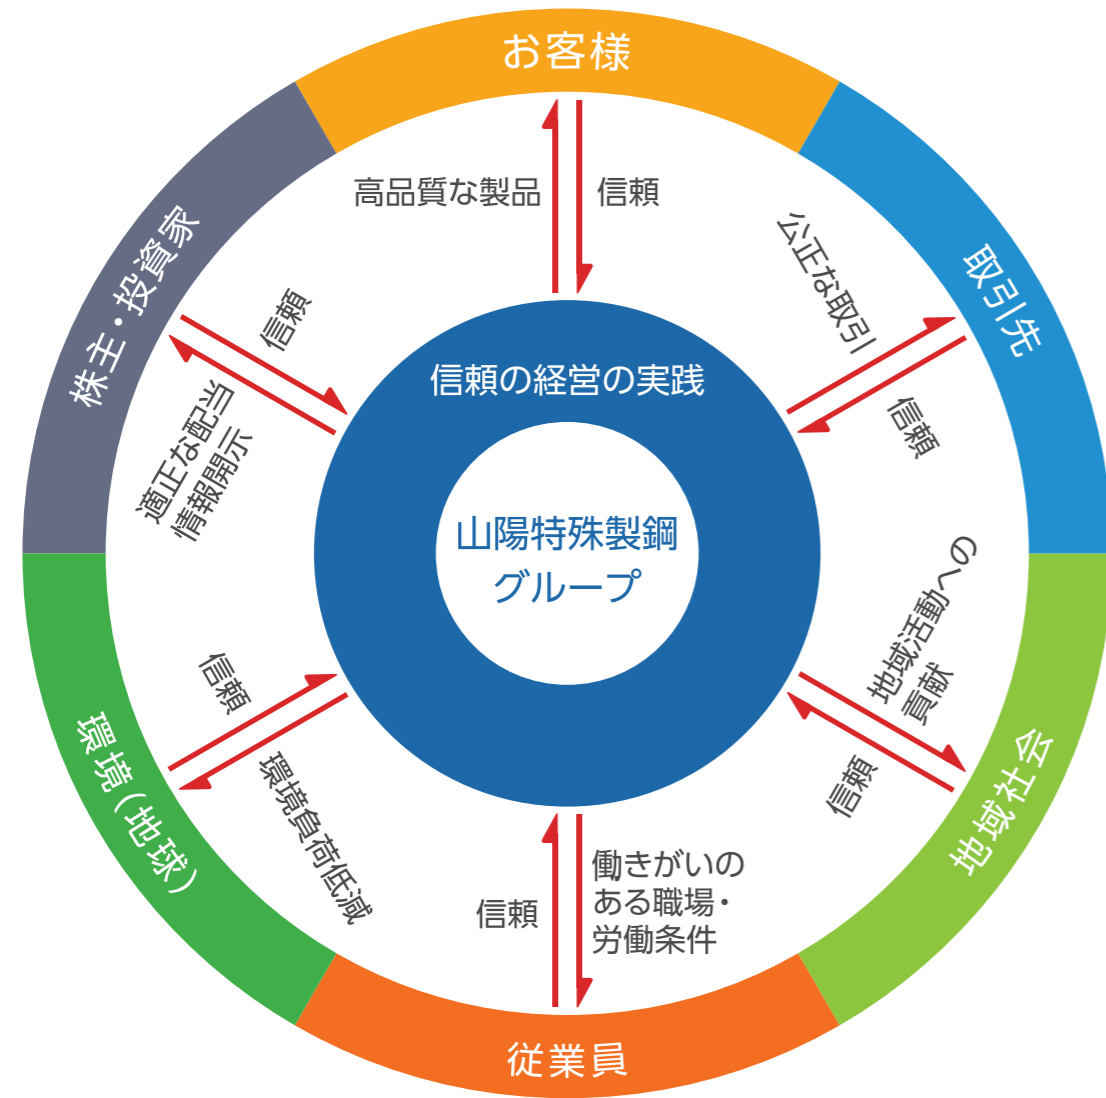 お客様
高品質な製品
信頼
公正な取引
取引先
信頼
株主・投資家
信頼
適正な配当
情報開示
信頼の経営の実践
山陽特殊製鋼
グループ
地域活動への
貢献
地域社会
信頼
信頼
環境(地球)
環境負荷低減
信頼
働きがいの
ある職場・
労働条件
従業員